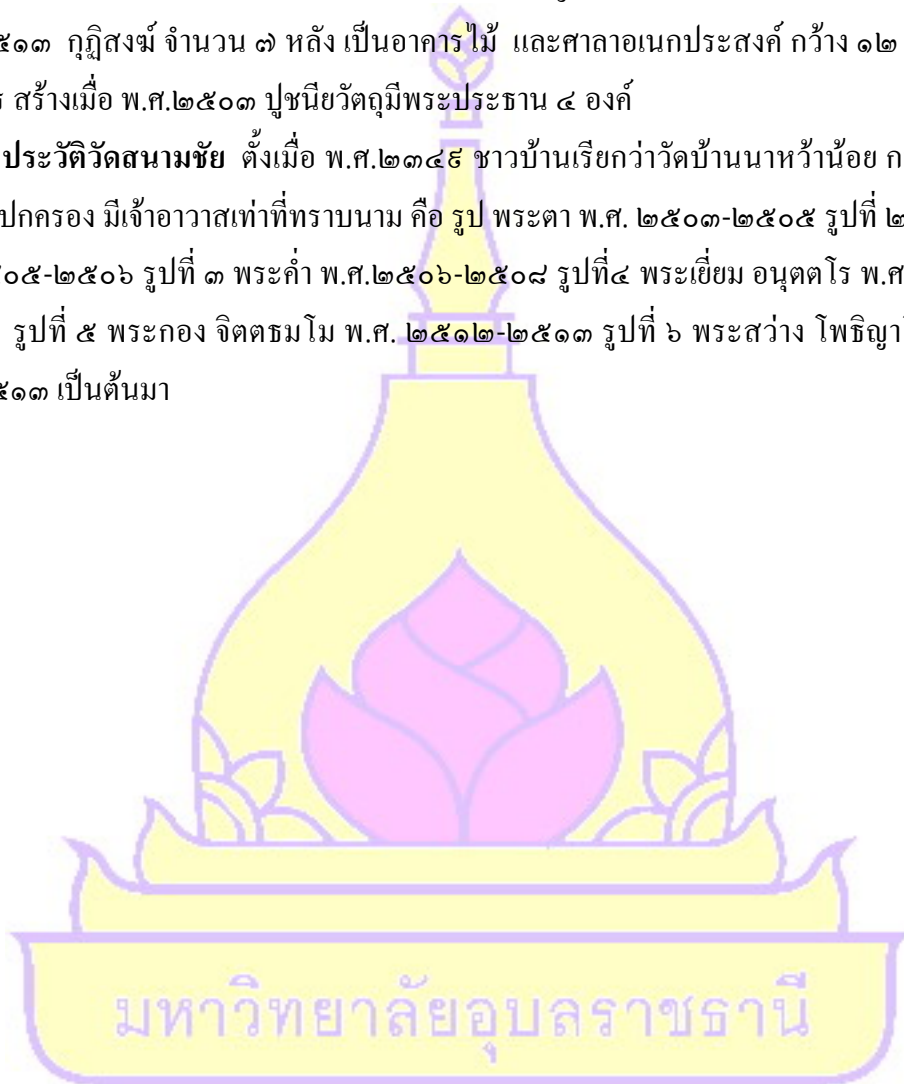 ๕๑๓ กุฏิสงฆ์ จำนวน ๗ หลัง เป็นอาคารไม้ และศาลาอเนกประสงค์ กว้าง ๑๒
สร้างเมื่อ พ.ศ.๒๕๐๓ ปูชนียวัตถุมีพระประธาน ๔ องค์
ประวัติวัดสนามชัย ตั้งเมื่อ พ.ศ.๒๓๔๙ ชาวบ้านเรียกว่าวัดบ้านนาหว้าน้อย ก
ปกครอง มีเจ้าอาวาสเท่าที่ทราบนาม คือ รูป พระตา พ.ศ. ๒๕๐๓-๒๕๐๕ รูปที่ ๒
๐๕-๒๕๐๖ รูปที่ ๓ พระค่ำ พ.ศ.๒๕๐๖-๒๕๐๘ รูปที่๔ พระเยี่ยม อนุตตโร พ.ศ
รูปที่ ๕ พระกอง จิตตธมโม พ.ศ. ๒๕๑๒-๒๕๑๓ รูปที่ ๖ พระสว่าง โพธิญา
๕๑๓ เป็นต้นมา
มหาวิทยาลัยอุบลราชธานี